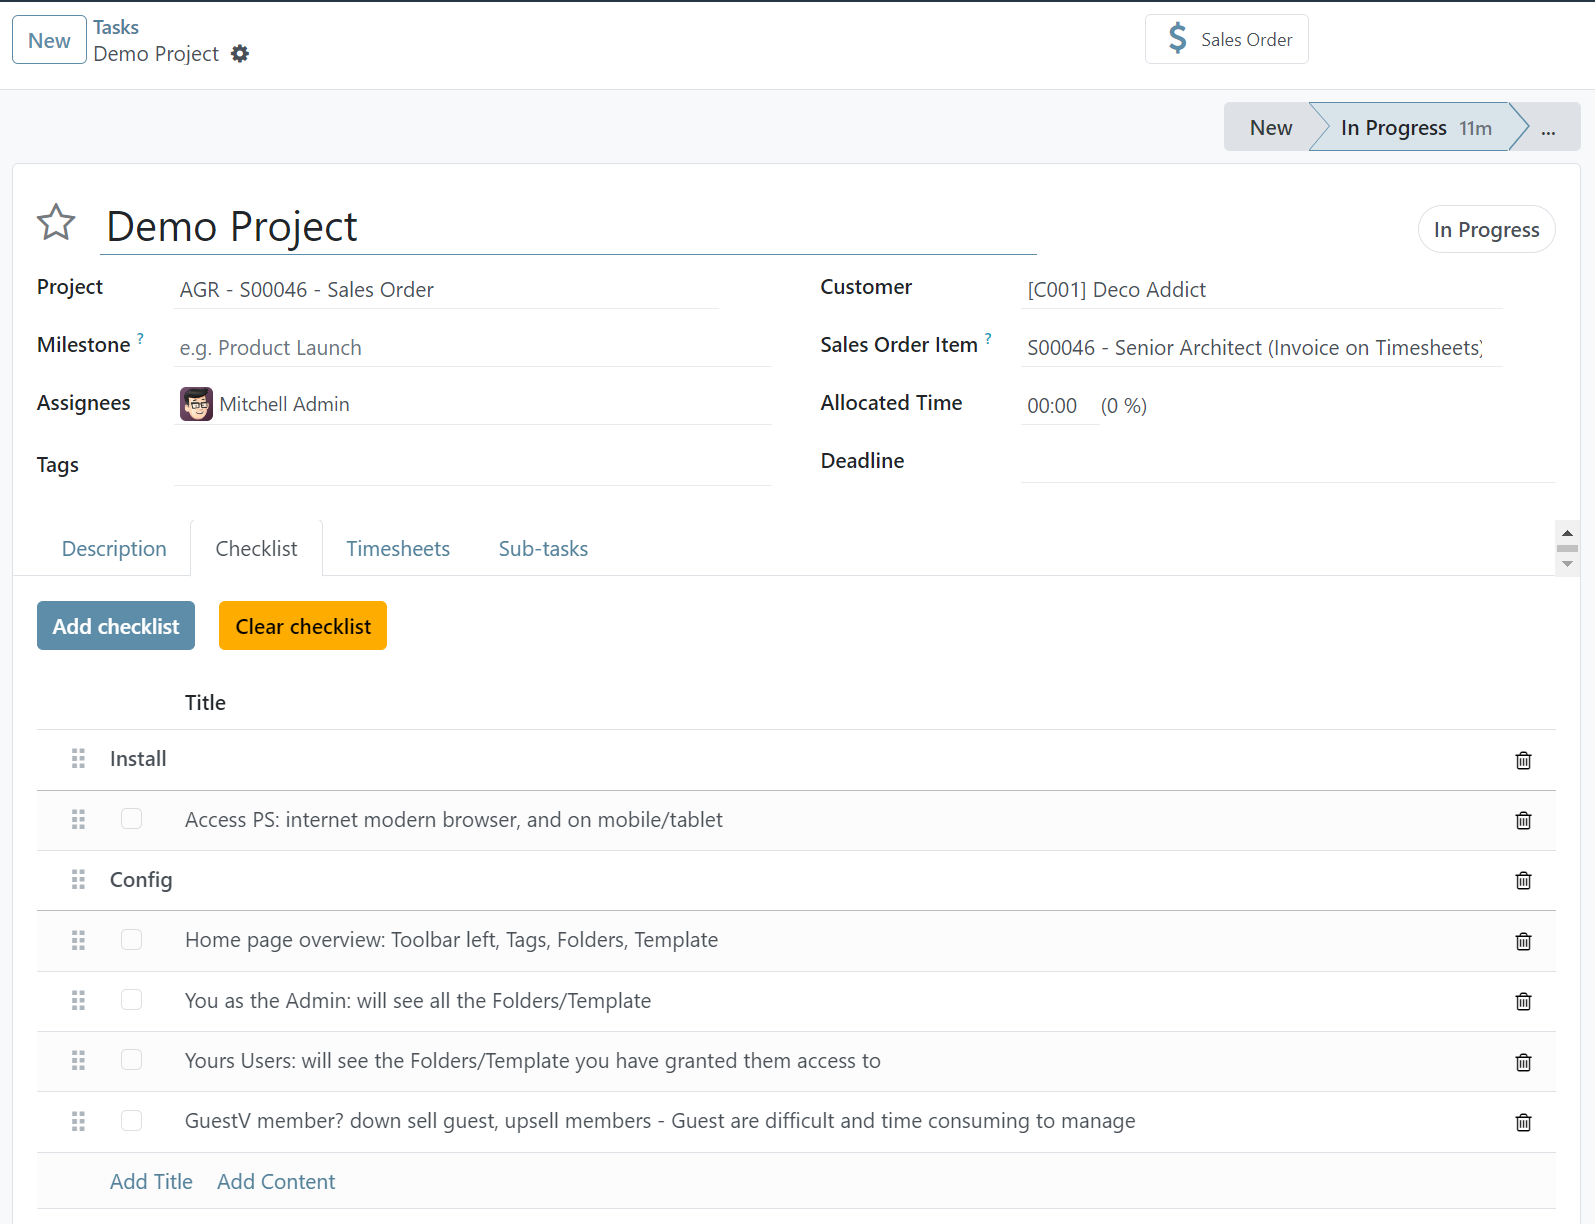 New
Tasks
Demo Project
$ Sales Order
New
In Progress 11m
...
Demo Project
In Progress
Project AGR - S00046 - Sales Order
Customer [C001] Deco Addict
Milestone ? e.g. Product Launch
Sales Order Item ? S00046 - Senior Architect (Invoice on Timesheets)
Assignees Mitchell Admin
Allocated Time 00:00 (0 %)
Tags
Deadline
Description Checklist Timesheets Sub-tasks
Add checklist Clear checklist
Title
Install
Access PS: internet modern browser, and on mobile/tablet
Config
Home page overview: Toolbar left, Tags, Folders, Template
You as the Admin: will see all the Folders/Template
Yours Users: will see the Folders/Template you have granted them access to
GuestV member? down sell guest, upsell members - Guest are difficult and time consuming to manage
Add Title Add Content